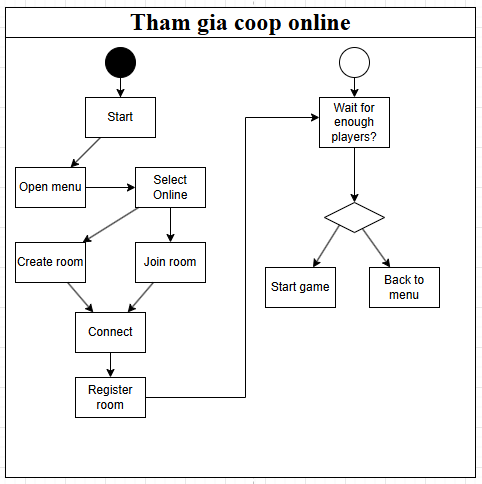 Tham gia coop online
Start
Open menu
Select
Online
Create room
Join room
Connect
Register
room
Wait for
enough
players?
Start game
Back to
menu